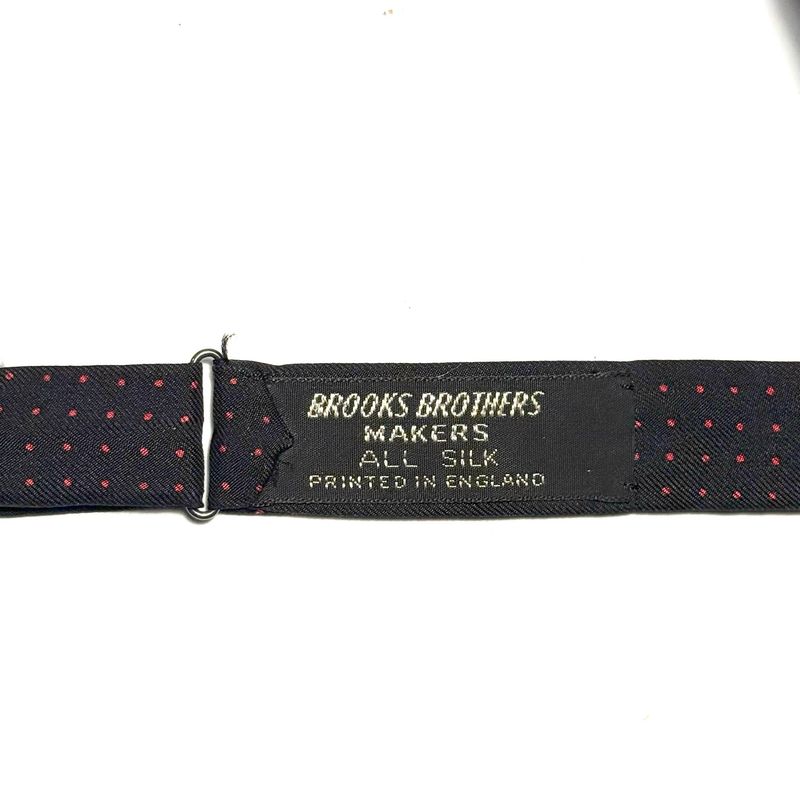 BROOKS BROTHERS
MAKERS
ALL SILK
PRINTED IN ENGLAND